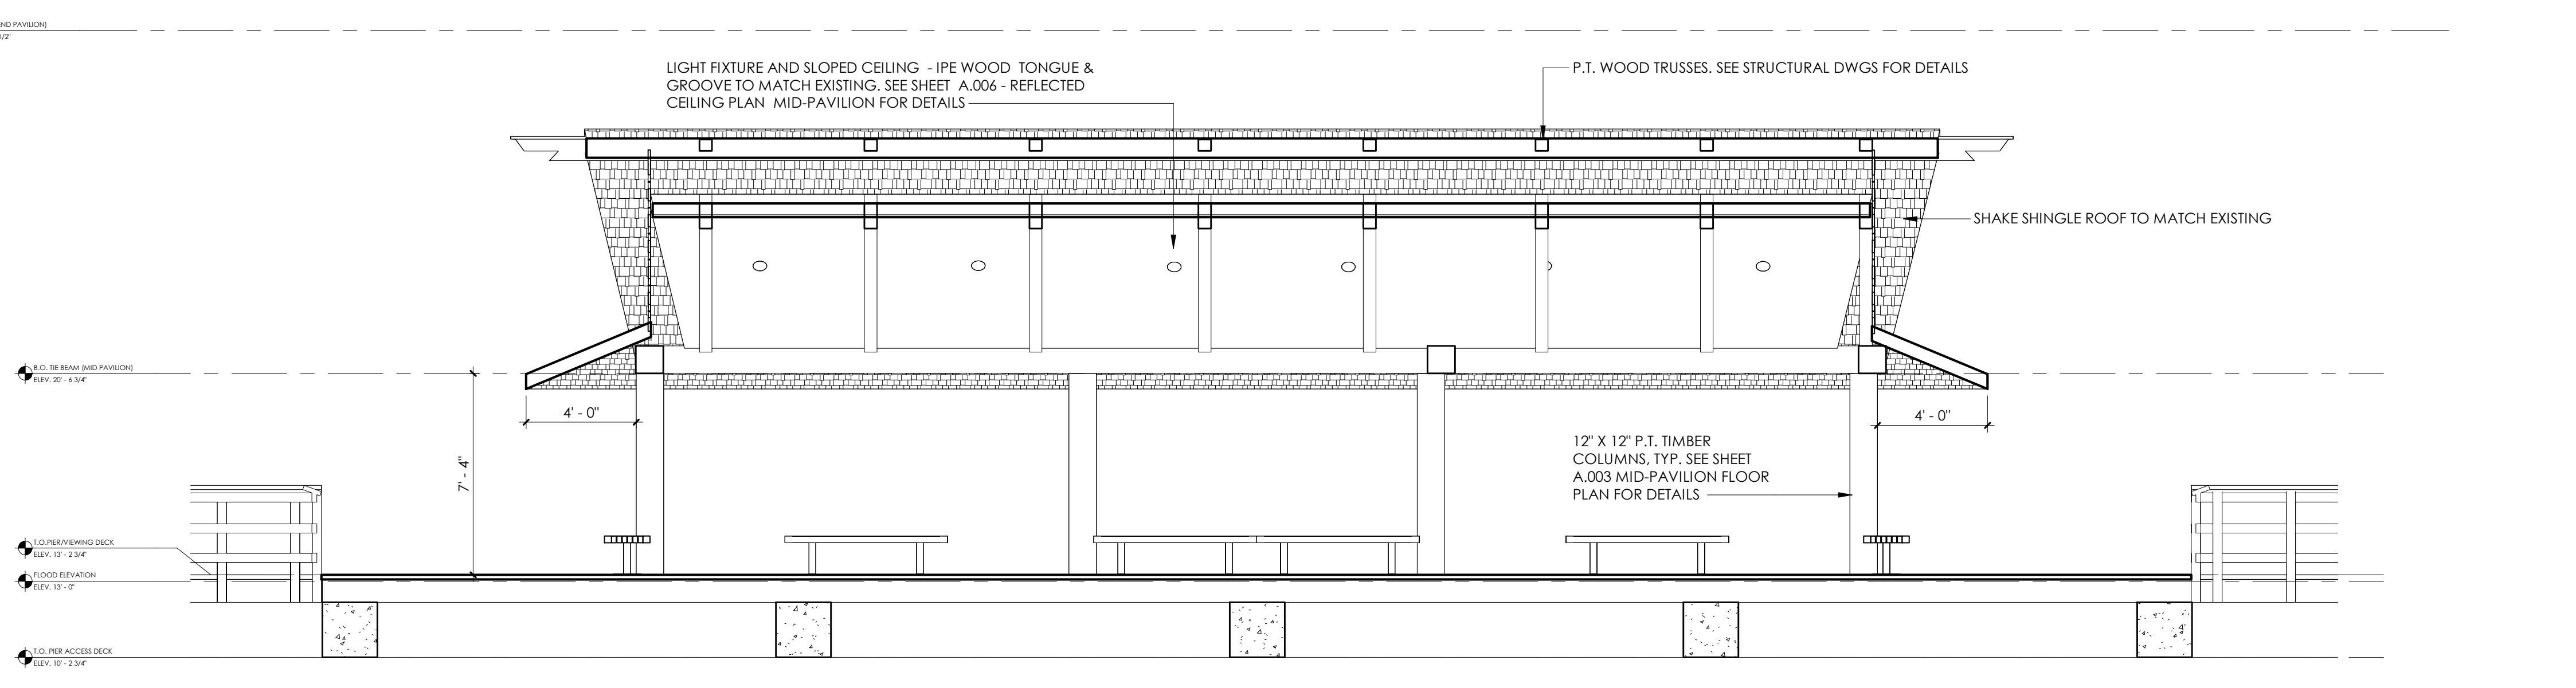 END PAVILION)
1/2"
LIGHT FIXTURE AND SLOPED CEILING - IPE WOOD TONGUE &
GROOVE TO MATCH EXISTING. SEE SHEET A.006 - REFLECTED
CEILING PLAN MID-PAVILION FOR DETAILS
P.T. WOOD TRUSSES. SEE STRUCTURAL DWGS FOR DETAILS
SHAKE SHINGLE ROOF TO MATCH EXISTING
B.O. TIE BEAM (MID PAVILION)
ELEV. 20' - 6 3/4"
4' - 0"
4' - 0"
7' - 4"
12" X 12" P.T. TIMBER
COLUMNS, TYP. SEE SHEET
A.003 MID-PAVILION FLOOR
PLAN FOR DETAILS
T.O.PIER/VIEWING DECK
ELEV. 13' - 2 3/4"
FLOOD ELEVATION
ELEV. 13' - 0"
T.O. PIER ACCESS DECK
ELEV. 10' - 2 3/4"